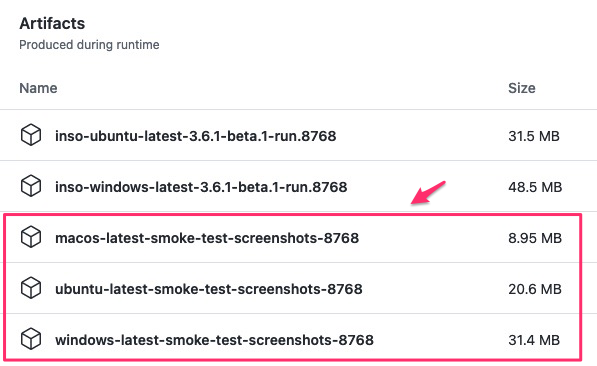 Artifacts
Produced during runtime
Name Size
inso-ubuntu-latest-3.6.1-beta.1-run.8768 31.5 MB
inso-windows-latest-3.6.1-beta.1-run.8768 48.5 MB
macos-latest-smoke-test-screenshots-8768 8.95 MB
ubuntu-latest-smoke-test-screenshots-8768 20.6 MB
windows-latest-smoke-test-screenshots-8768 31.4 MB